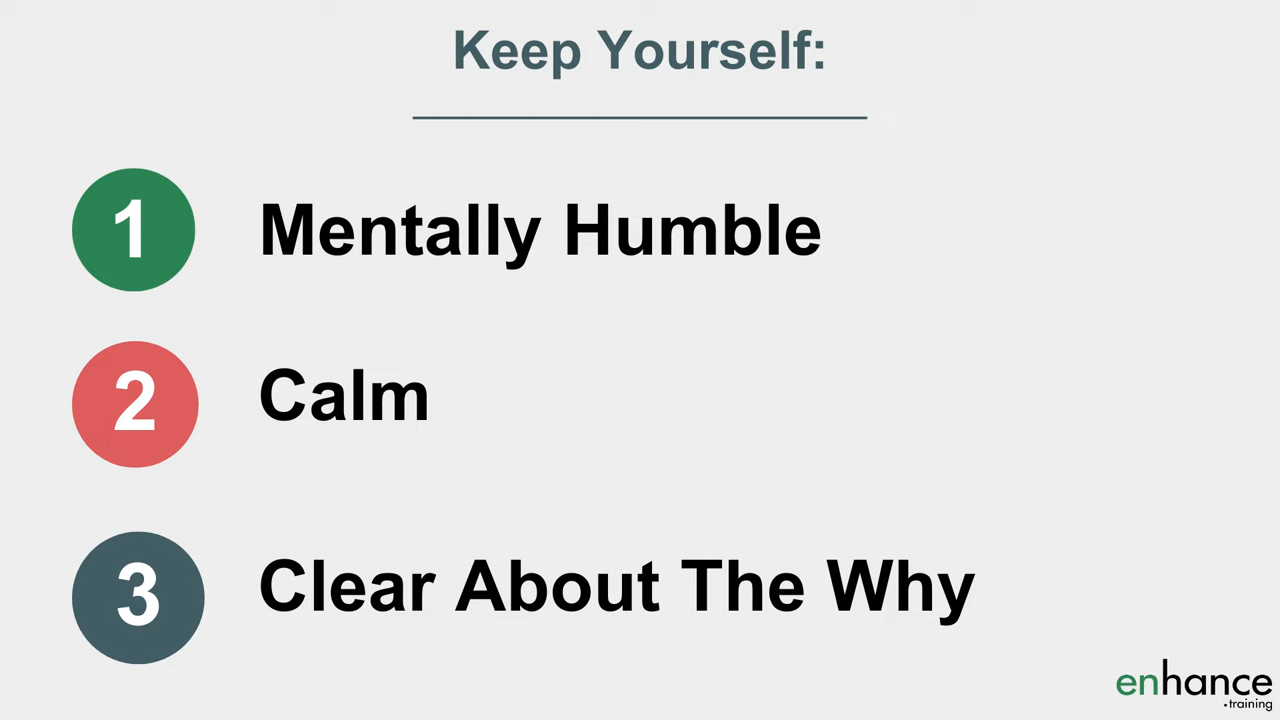 Keep Yourself:
1 Mentally Humble
2 Calm
3 Clear About The Why
enhance
.training